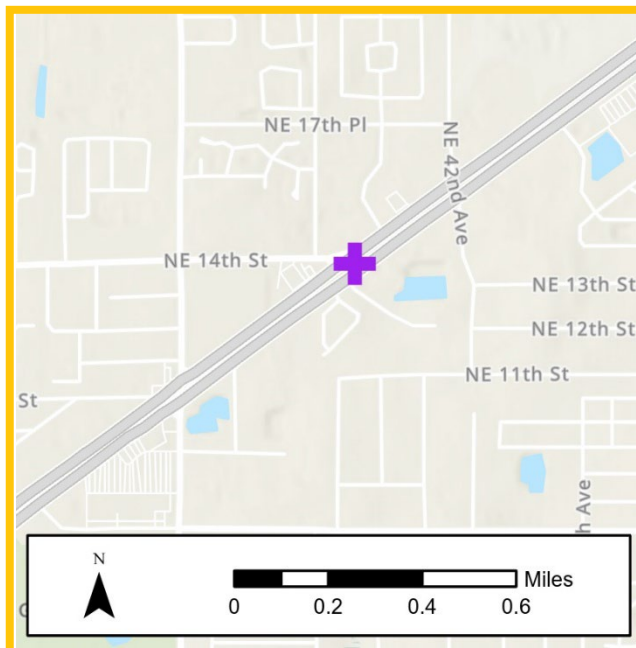 NE 17th Pl
NE 42nd Ave
NE 14th St
NE 13th St
NE 12th St
NE 11th St
St
h Ave
N
Miles
0 0.2 0.4 0.6